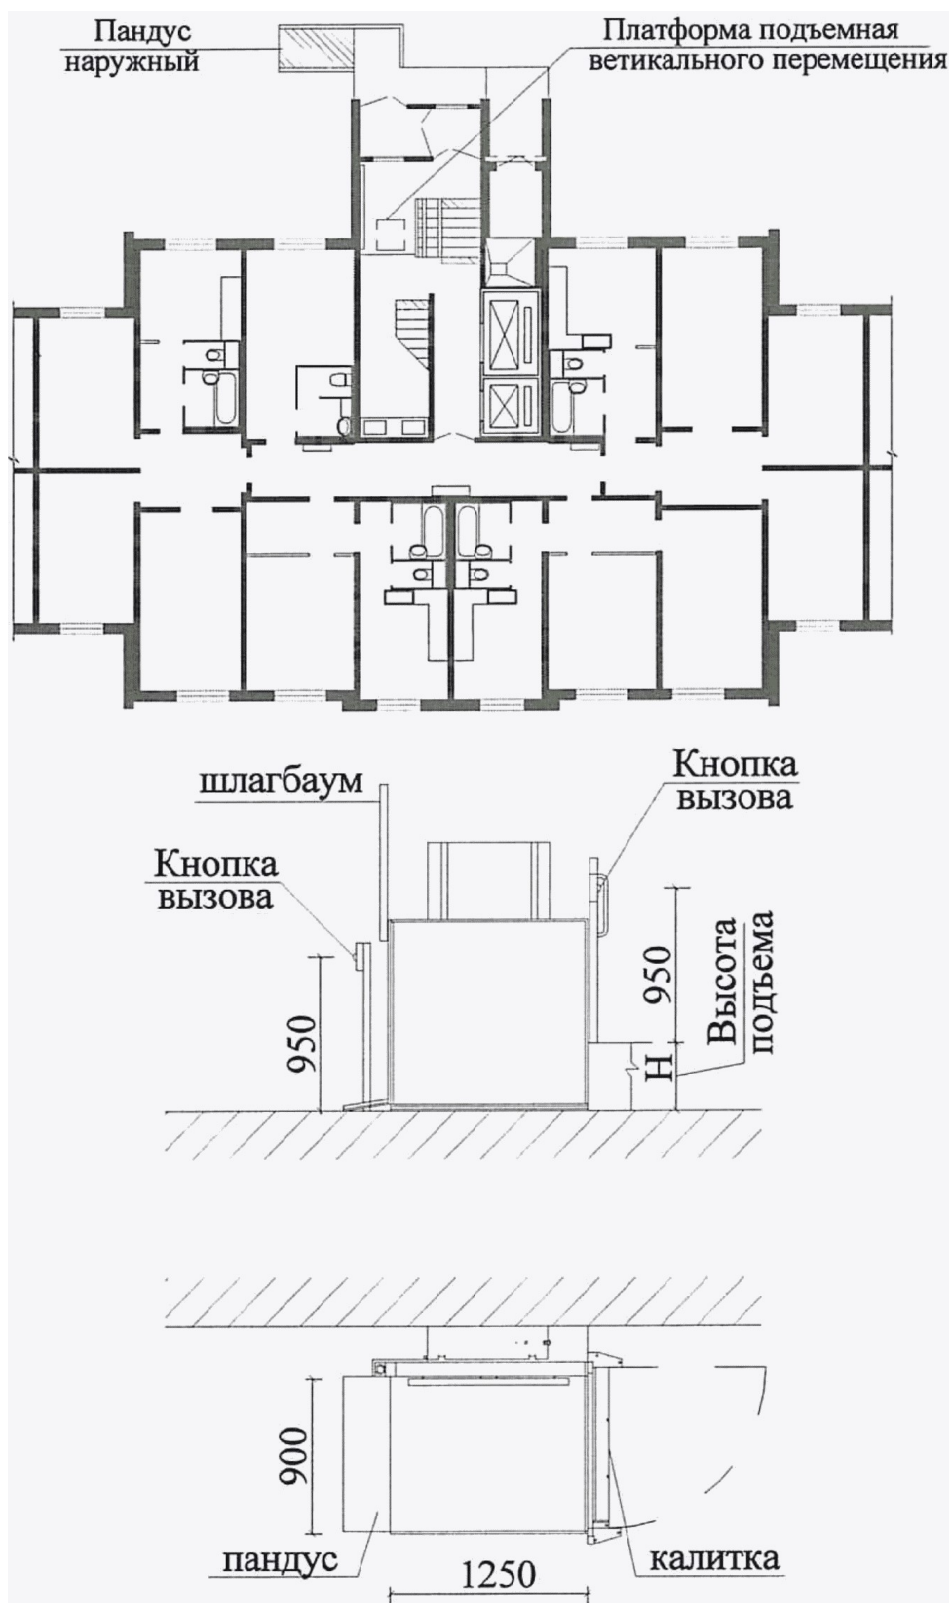 Пандус
наружный
Платформа подъемная
ветикального перемещения
шлагбаум
Кнопка
вызова
Кнопка
вызова
950
950
Н
Высота
подъема
900
пандус
1250
калитка